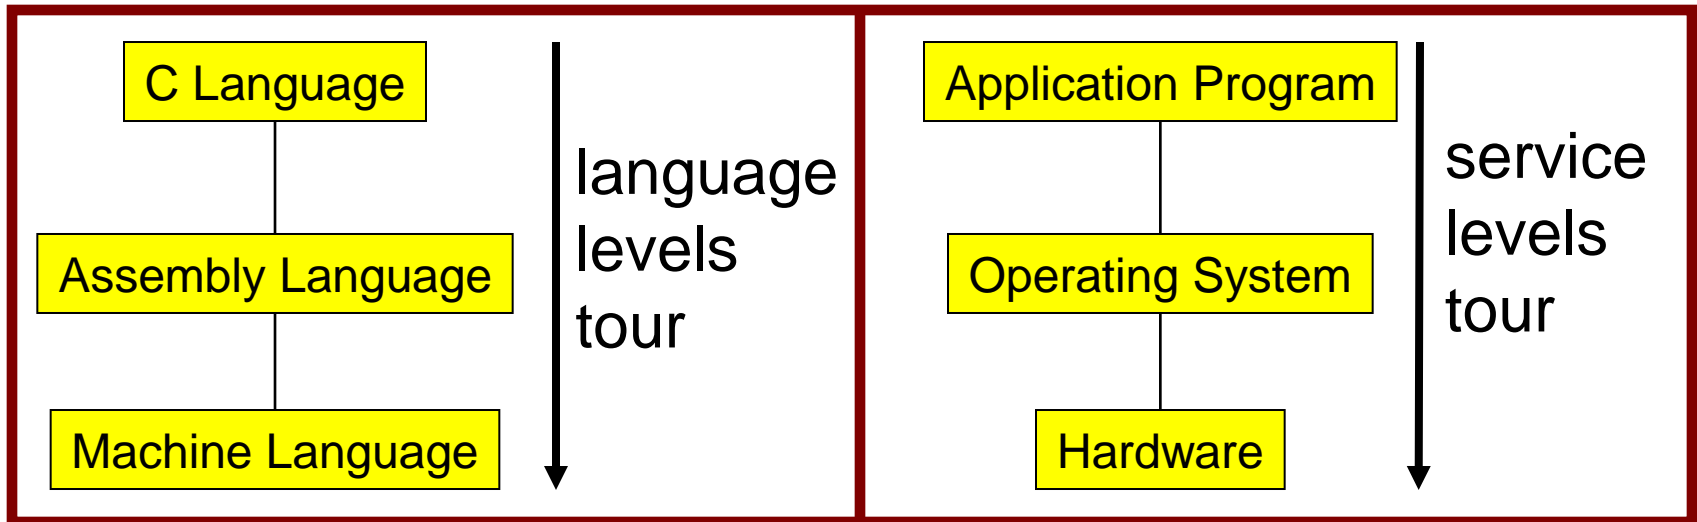 C Language
Assembly Language
Machine Language
language
levels
tour
Application Program
Operating System
Hardware
service
levels
tour